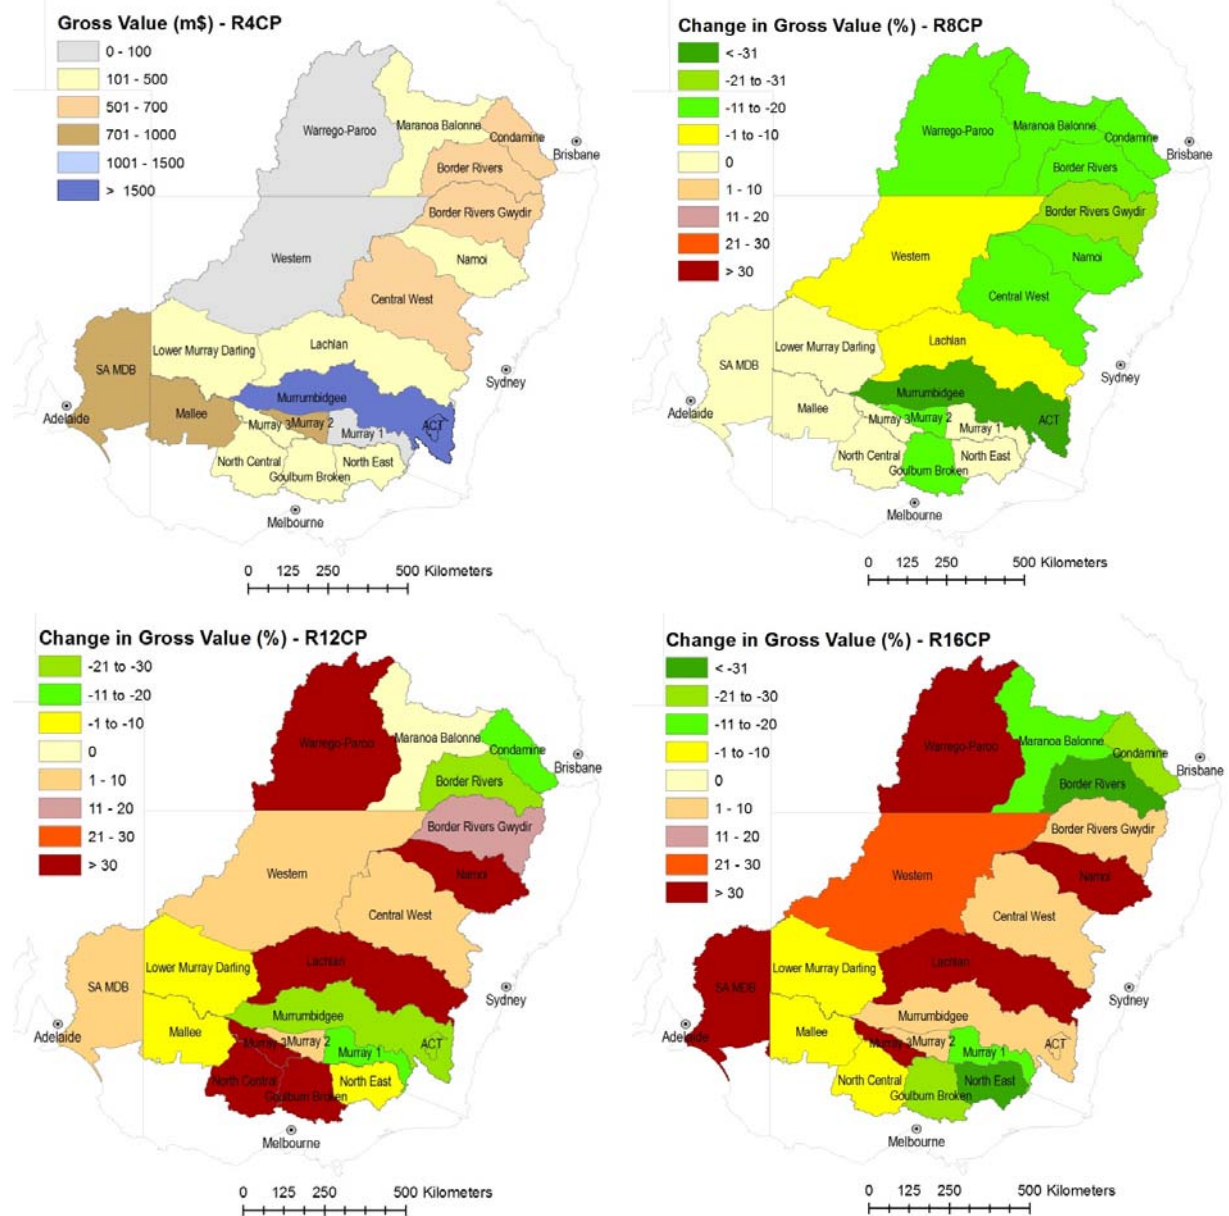 Gross Value (m$) - R4CP
0 - 100
101 - 500
501 - 700
701 - 1000
1001 - 1500
> 1500
Warrego-Paroo
Maranoa Balonne
Condamine
Brisbane
Border Rivers
Border Rivers Gwydir
Western
Namoi
Central West
Lower Murray Darling
Lachlan
SA MDB
Sydney
Murrumbidgee
Mallee
Adelaide
Murray 3
Murray 2
ACT
Murray 1
North Central
North East
Goulburn Broken
Melbourne
0 125 250 500 Kilometers
Change in Gross Value (%) - R8CP
< -31
-21 to -31
-11 to -20
-1 to -10
0
1 - 10
11 - 20
21 - 30
> 30
Warrego-Paroo
Maranoa Balonne
Condamine
Brisbane
Border Rivers
Border Rivers Gwydir
Western
Namoi
Central West
Lower Murray Darling
Lachlan
SA MDB
Sydney
Murrumbidgee
Adelaide
Mallee
Murray 3
Murray 2
ACT
Murray 1
North Central
North East
Goulburn Broken
Melbourne
0 125 250 500 Kilometers
Change in Gross Value (%) - R12CP
-21 to -30
-11 to -20
-1 to -10
0
1 - 10
11 - 20
21 - 30
> 30
Warrego-Paroo
Maranoa Balonne
Condamine
Brisbane
Border Rivers
Border Rivers Gwydir
Western
Namoi
Central West
Lower Murray Darling
Lachlan
SA MDB
Sydney
Murrumbidgee
Mallee
Adelaide
Murray 3
Murray 2
ACT
Murray 1
North Central
North East
Goulburn Broken
Melbourne
0 125 250 500 Kilometers
Change in Gross Value (%) - R16CP
< -31
-21 to -30
-11 to -20
-1 to -10
0
1 - 10
11 - 20
21 - 30
> 30
Warrego-Paroo
Maranoa Balonne
Condamine
Brisbane
Border Rivers
Border Rivers Gwydir
Western
Namoi
Central West
Lower Murray Darling
Lachlan
SA MDB
Sydney
Murrumbidgee
Mallee
Adelaide
Murray 3
Murray 2
ACT
Murray 1
North Central
North East
Goulburn Broken
Melbourne
0 125 250 500 Kilometers